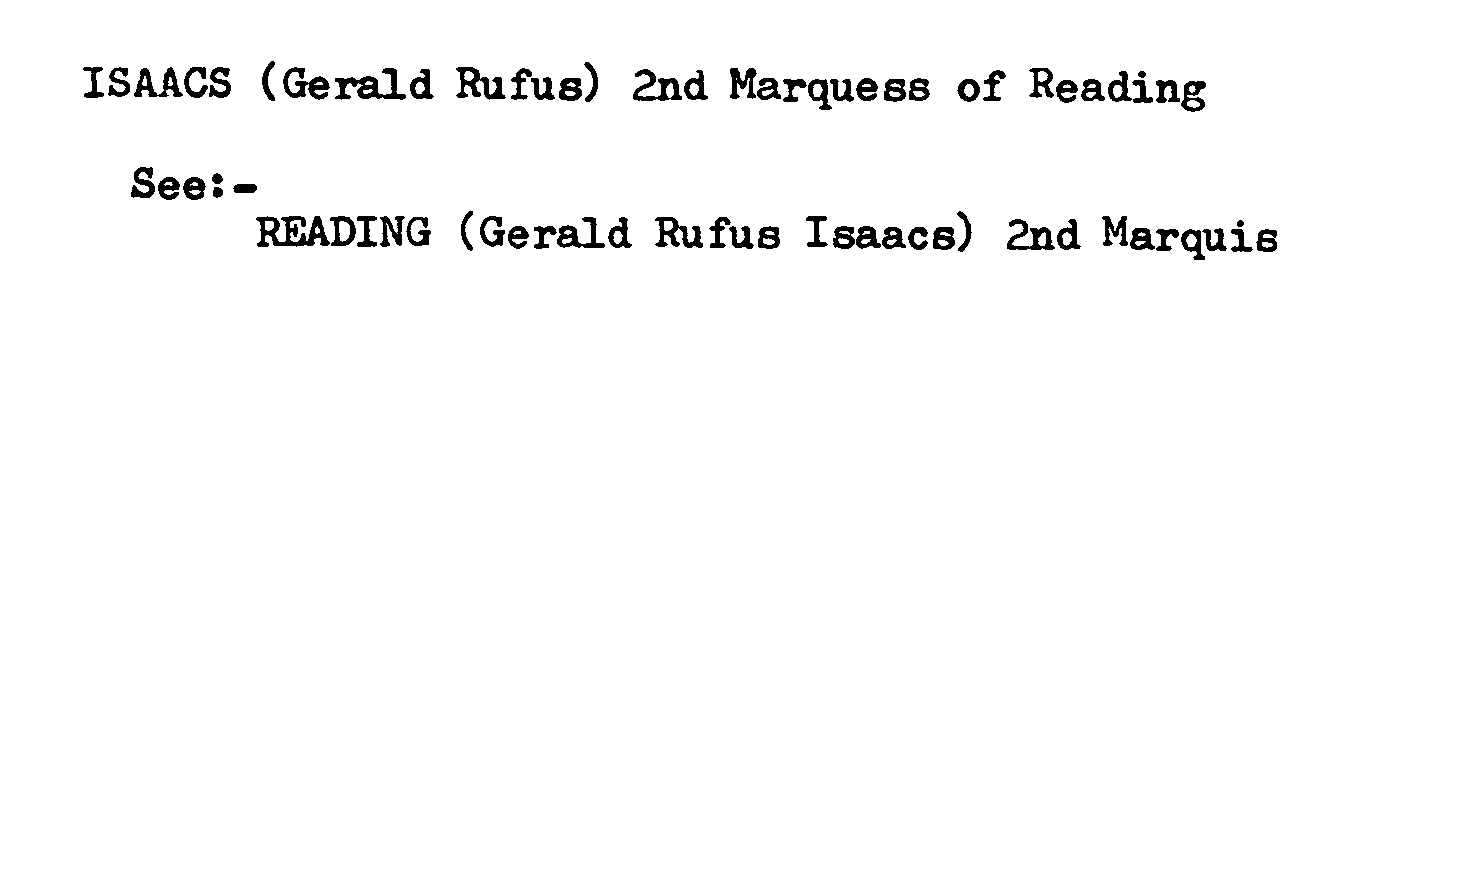 ISAACS (Gerald Rufus) 2nd Marquess of Reading
See:-
READING (Gerald Rufus Isaacs) 2nd Marquis